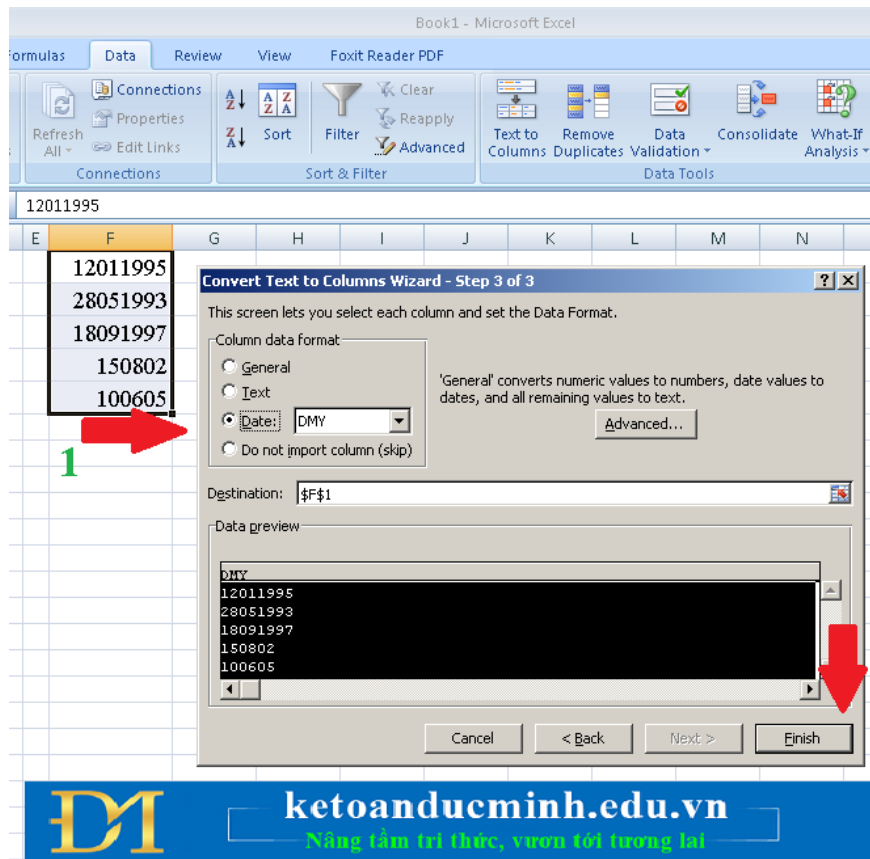 Book1 - Microsoft Excel
Formulas Data Review View Foxit Reader PDF
Refresh All
Connections
Properties
Edit Links
Connections
A Z
Z A
A Z
Z A
Sort
Filter
Clear
Reapply
Advanced
Sort & Filter
Text to Columns
Remove Duplicates
Data Validation
Consolidate
What-If Analysis
Data Tools
12011995
E F G H I J K L M N
12011995
28051993
18091997
150802
100605
1
Convert Text to Columns Wizard - Step 3 of 3
This screen lets you select each column and set the Data Format.
Column data format
General
Text
Date: DMY
Do not import column (skip)
'General' converts numeric values to numbers, date values to
dates, and all remaining values to text.
Advanced...
Destination: $F$1
Data preview
DMY
12011995
28051993
18091997
150802
100605
Cancel < Back Next > Finish
ĐM
ketoanducminh.edu.vn
Nâng tầm tri thức, vươn tới tương lai